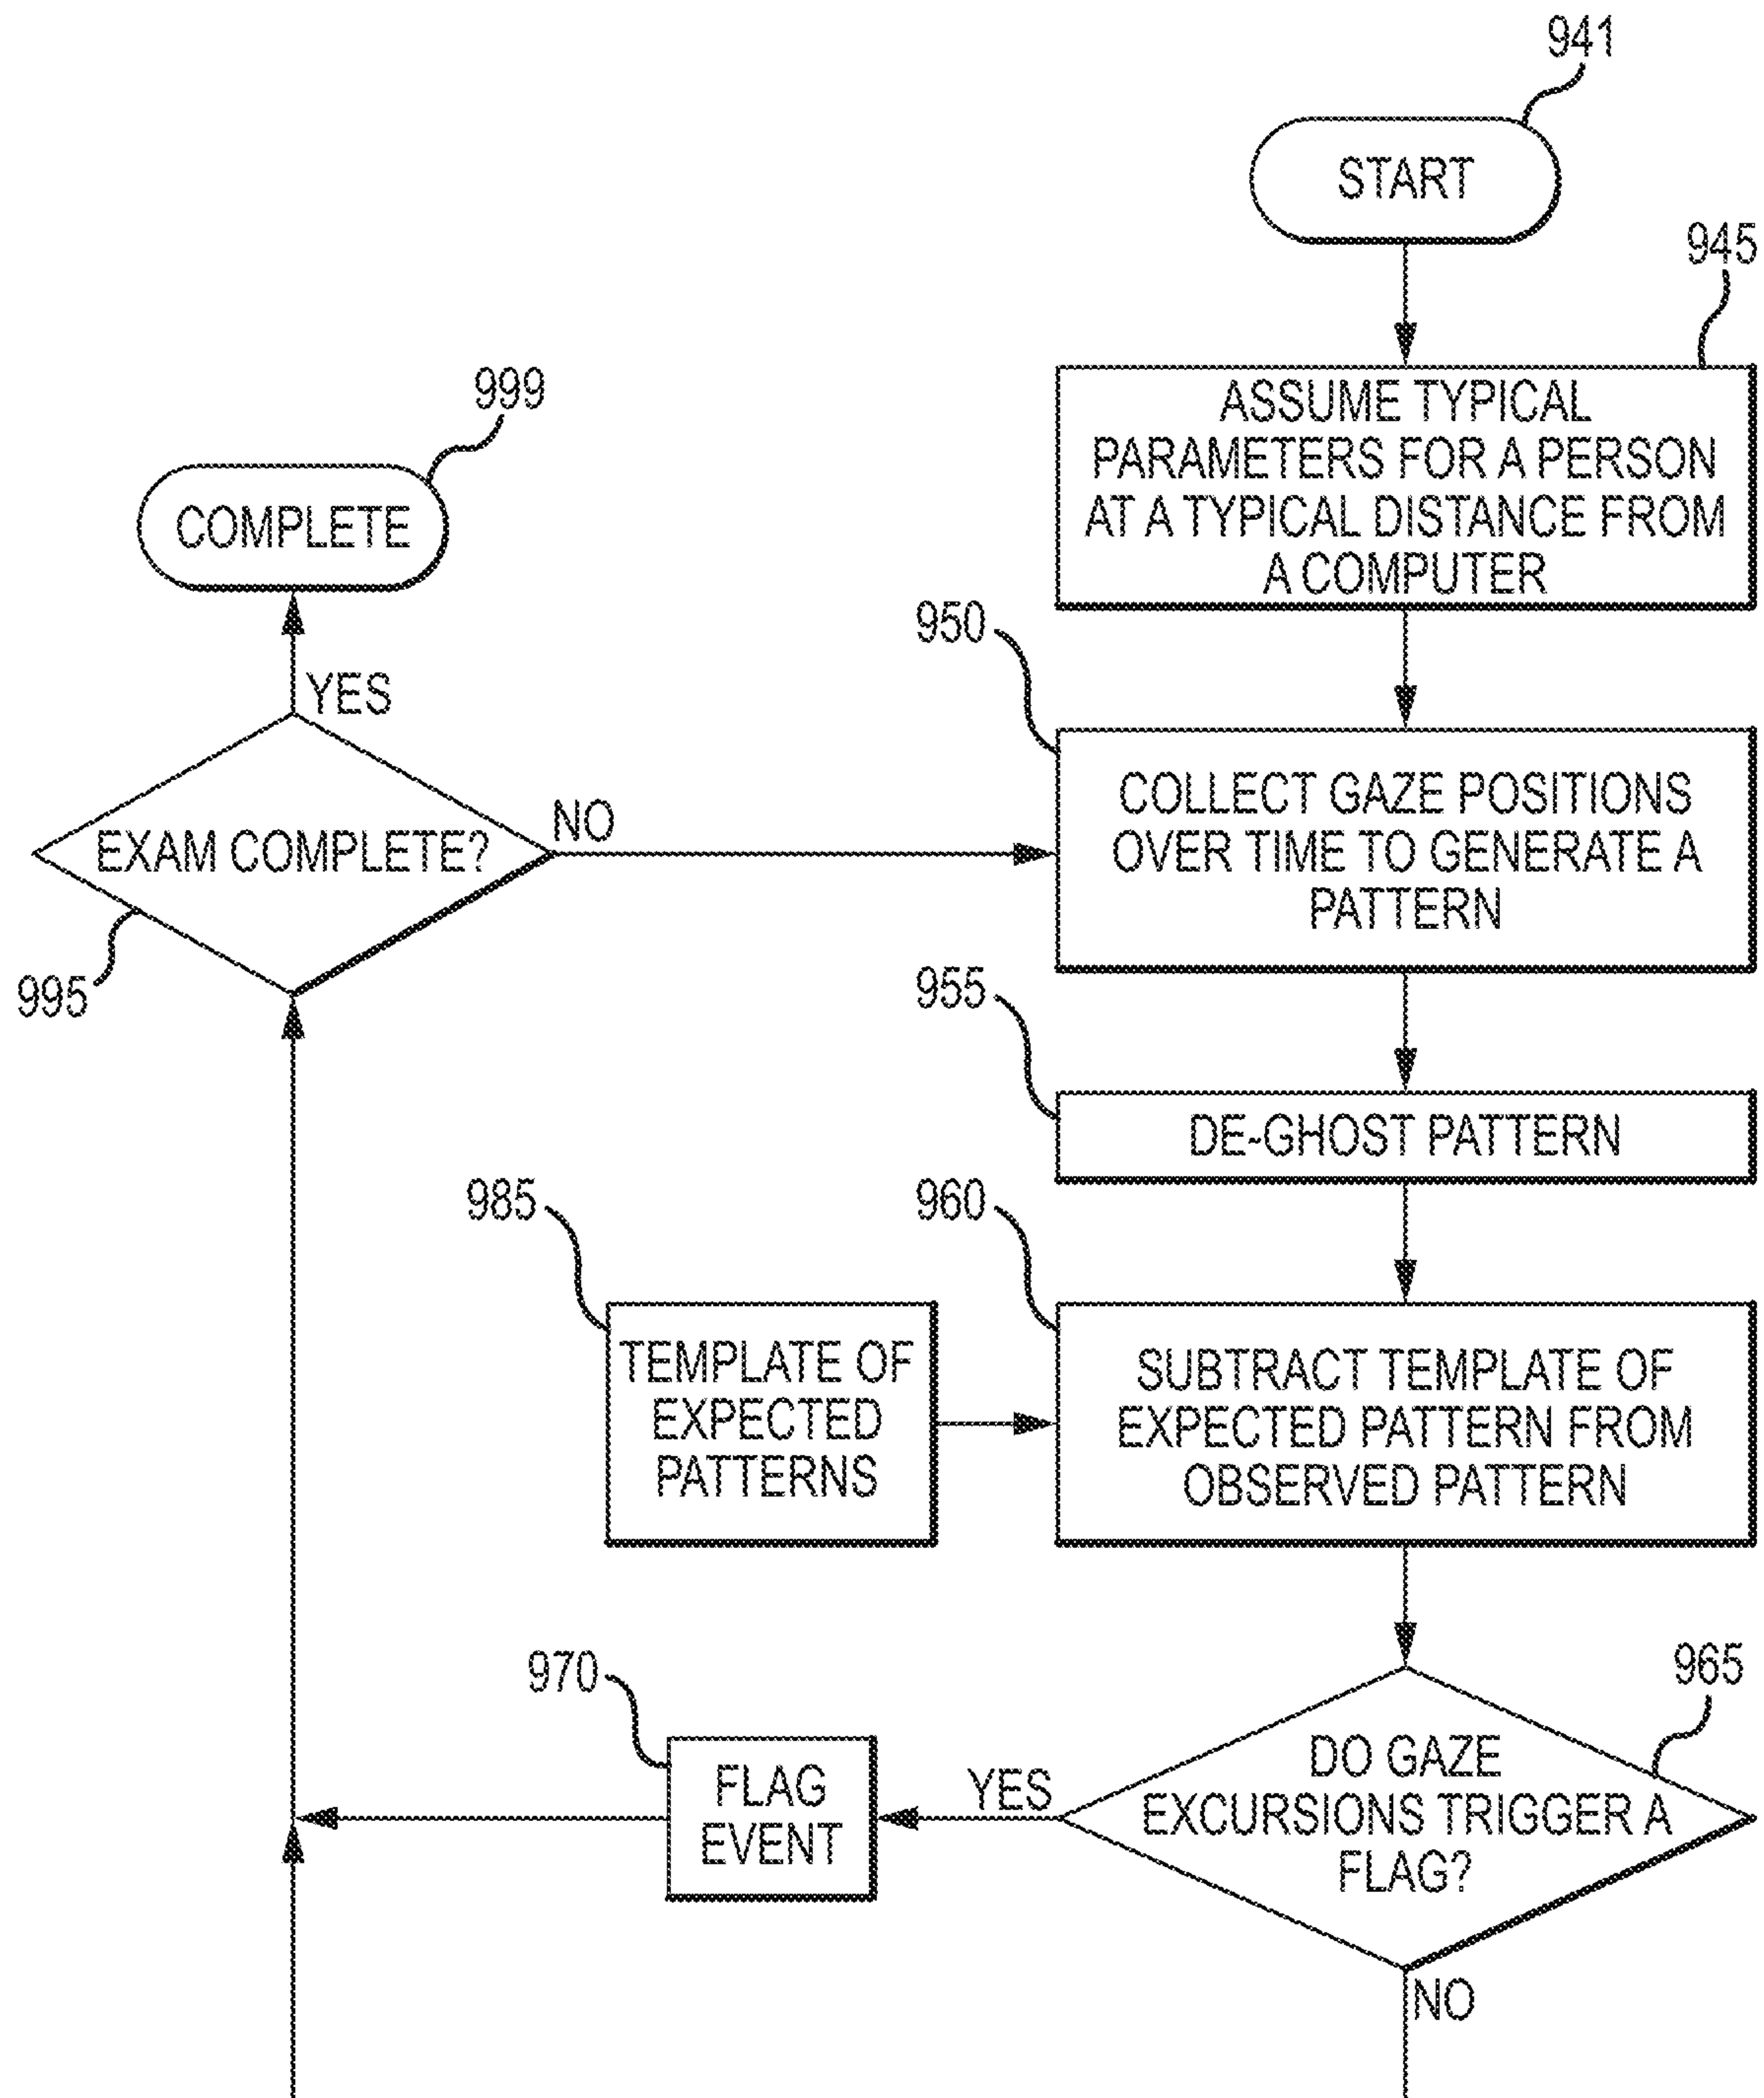 941
START
945
ASSUME TYPICAL
PARAMETERS FOR A PERSON
AT A TYPICAL DISTANCE FROM
A COMPUTER
999
COMPLETE
950
YES
COLLECT GAZE POSITIONS
OVER TIME TO GENERATE A
PATTERN
EXAM COMPLETE?
NO
995
955
DE-GHOST PATTERN
985
960
TEMPLATE OF
EXPECTED
PATTERNS
SUBTRACT TEMPLATE OF
EXPECTED PATTERN FROM
OBSERVED PATTERN
970
965
FLAG
EVENT
YES
DO GAZE
EXCURSIONS TRIGGER A
FLAG?
NO